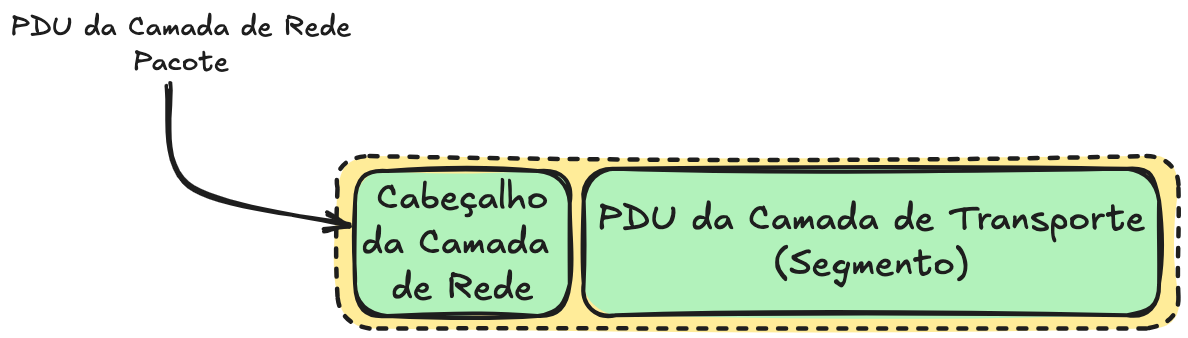 PDU da Camada de Rede
Pacote
Cabeçalho
da Camada
de Rede
PDU da Camada de Transporte
(Segmento)